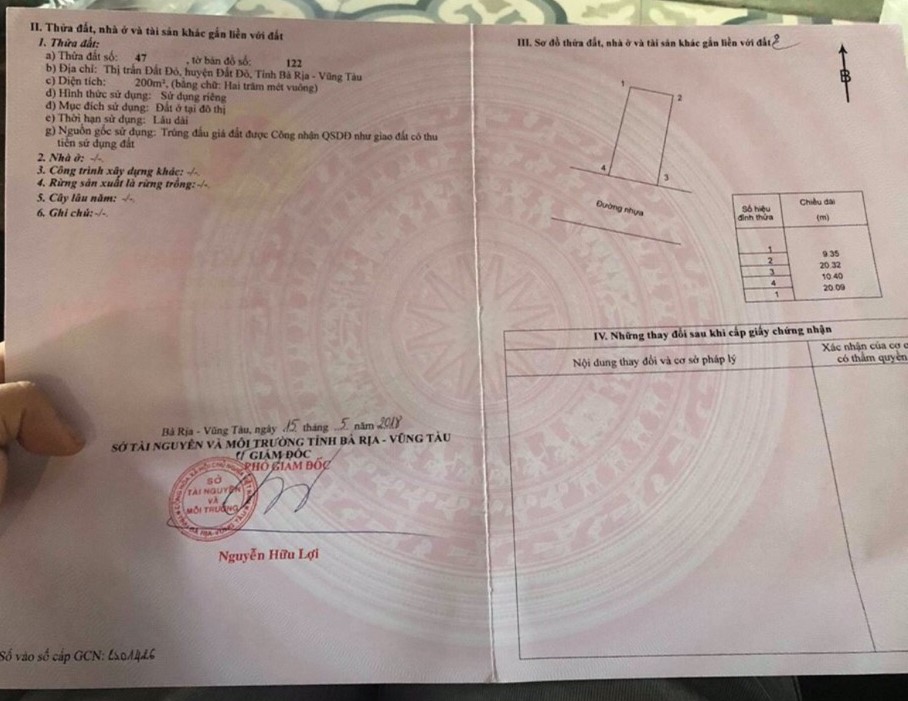 II. Thửa đất, nhà ở và tài sản khác gắn liền với đất
1. Thửa đất:
a) Thửa đất số: 47 , tờ bản đồ số: 122
b) Địa chỉ: Thị trấn Đất Đỏ, huyện Đất Đỏ, Tỉnh Bà Rịa - Vũng Tàu
c) Diện tích: 200m², (bằng chữ: Hai trăm mét vuông)
d) Hình thức sử dụng: Sử dụng riêng
đ) Mục đích sử dụng: Đất ở tại đô thị
e) Thời hạn sử dụng: Lâu dài
g) Nguồn gốc sử dụng: Trúng đấu giá đất được Công nhận QSDĐ như giao đất có thu
tiền sử dụng đất
2. Nhà ở: -/-.
3. Công trình xây dựng khác: -/-.
4. Rừng sản xuất là rừng trồng: -/-.
5. Cây lâu năm: -/-.
6. Ghi chú: -/-.
Bà Rịa - Vũng Tàu, ngày 15 tháng 5 năm 2018
SỞ TÀI NGUYÊN VÀ MÔI TRƯỜNG TỈNH BÀ RỊA - VŨNG TÀU
GIÁM ĐỐC
PHÓ GIÁM ĐỐC
SỞ
TÀI NGUYÊN
VÀ
MÔI TRƯỜNG
Nguyễn Hữu Lợi
Số vào sổ cấp GCN:
III. Sơ đồ thửa đất, nhà ở và tài sản khác gắn liền với đất
B
1
2
4
3
Đường nhựa
Số hiệu đỉnh thửa
Chiều dài (m)
1
9.35
2
20.32
3
10.40
4
20.09
1
IV. Những thay đổi sau khi cấp giấy chứng nhận
Nội dung thay đổi và cơ sở pháp lý
Xác nhận của cơ
có thẩm quyền